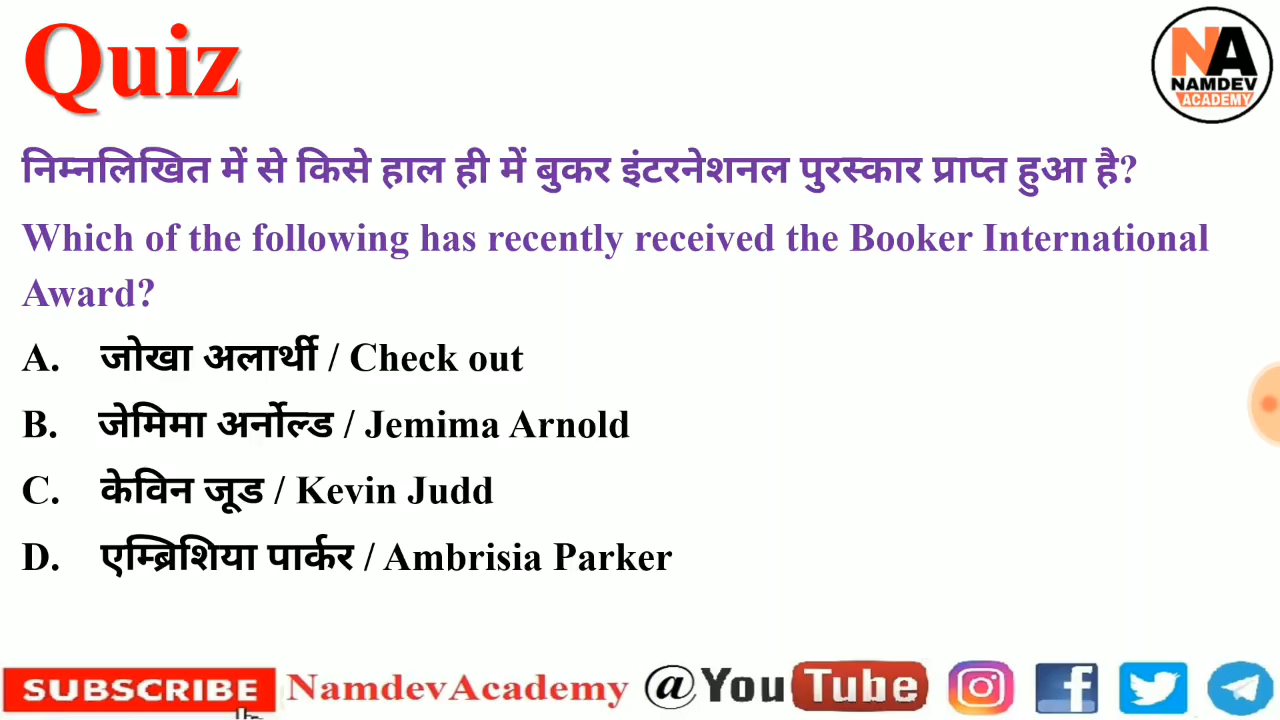 Quiz
NA
NAMDEV
ACADEMY
निम्नलिखित में से किसे हाल ही में बुकर इंटरनेशनल पुरस्कार प्राप्त हुआ है?
Which of the following has recently received the Booker International
Award?
A. जोखा अलार्थी / Check out
B. जेमिमा अर्नोल्ड / Jemima Arnold
C. केविन जूड / Kevin Judd
D. एम्ब्रिशिया पार्कर / Ambrisia Parker
SUBSCRIBE NamdevAcademy @YouTube